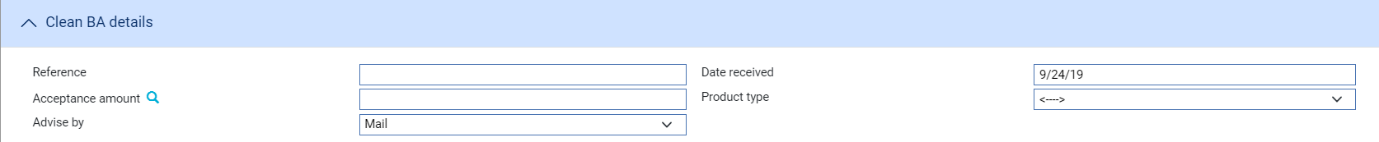 Clean BA details
Reference
Date received
9/24/19
Acceptance amount
Product type
<---->
Advise by
Mail